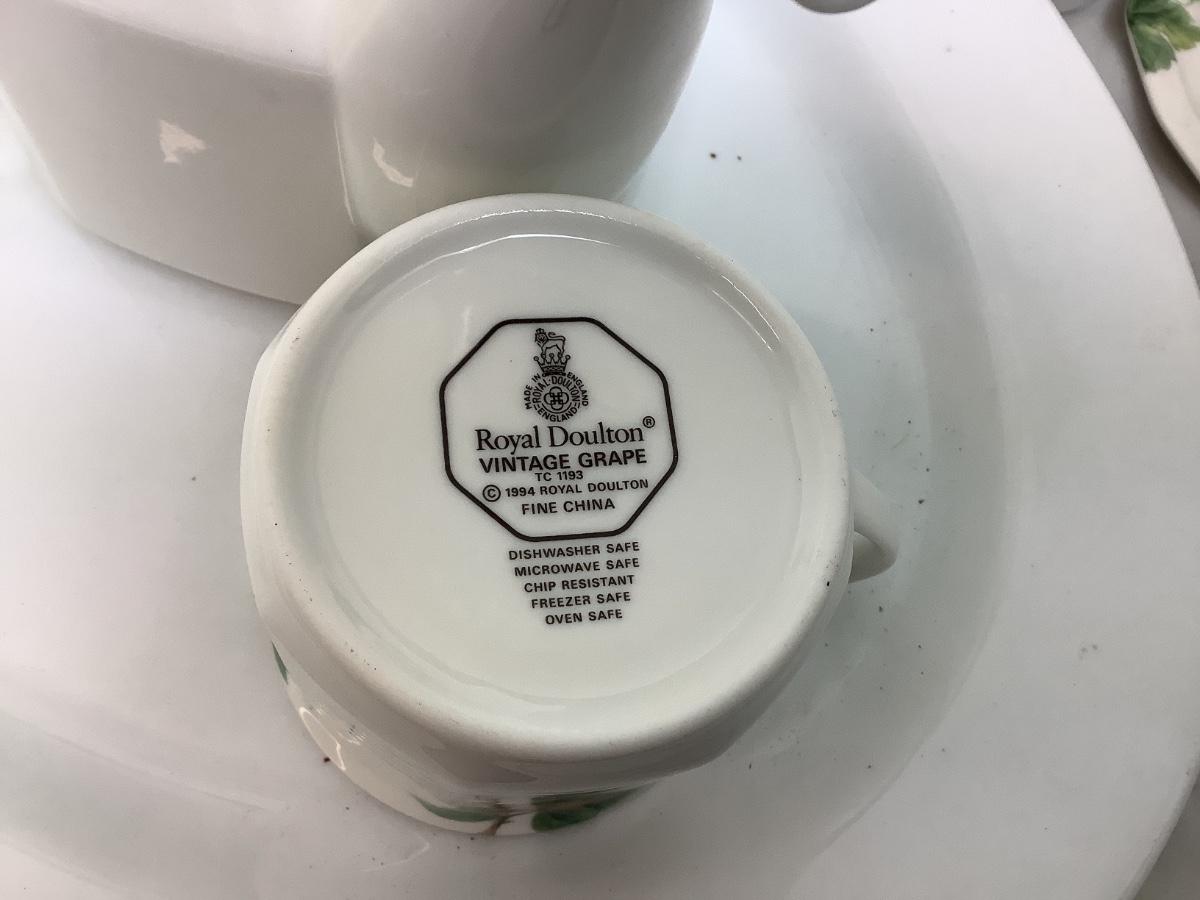 MADE IN ENGLAND
ROYAL·DOULTON
ENGLAND
Royal Doulton®
VINTAGE GRAPE
TC 1193
© 1994 ROYAL DOULTON
FINE CHINA
DISHWASHER SAFE
MICROWAVE SAFE
CHIP RESISTANT
FREEZER SAFE
OVEN SAFE